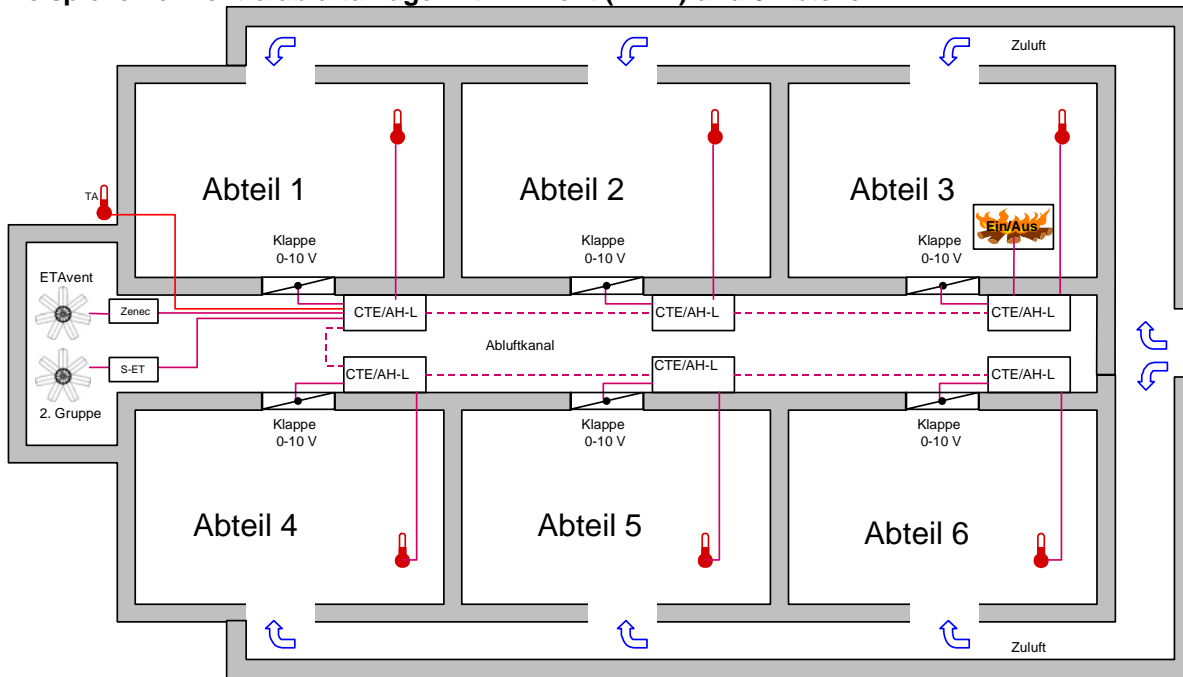 Zuluft
Abteil 1
Abteil 2
Abteil 3
TA
Ein/Aus
Klappe
0-10 V
Klappe
0-10 V
Klappe
0-10 V
ETAvent
Zenec
CTE/AH-L
CTE/AH-L
CTE/AH-L
Abluftkanal
S-ET
CTE/AH-L
CTE/AH-L
CTE/AH-L
2. Gruppe
Klappe
0-10 V
Klappe
0-10 V
Klappe
0-10 V
Abteil 4
Abteil 5
Abteil 6
Zuluft